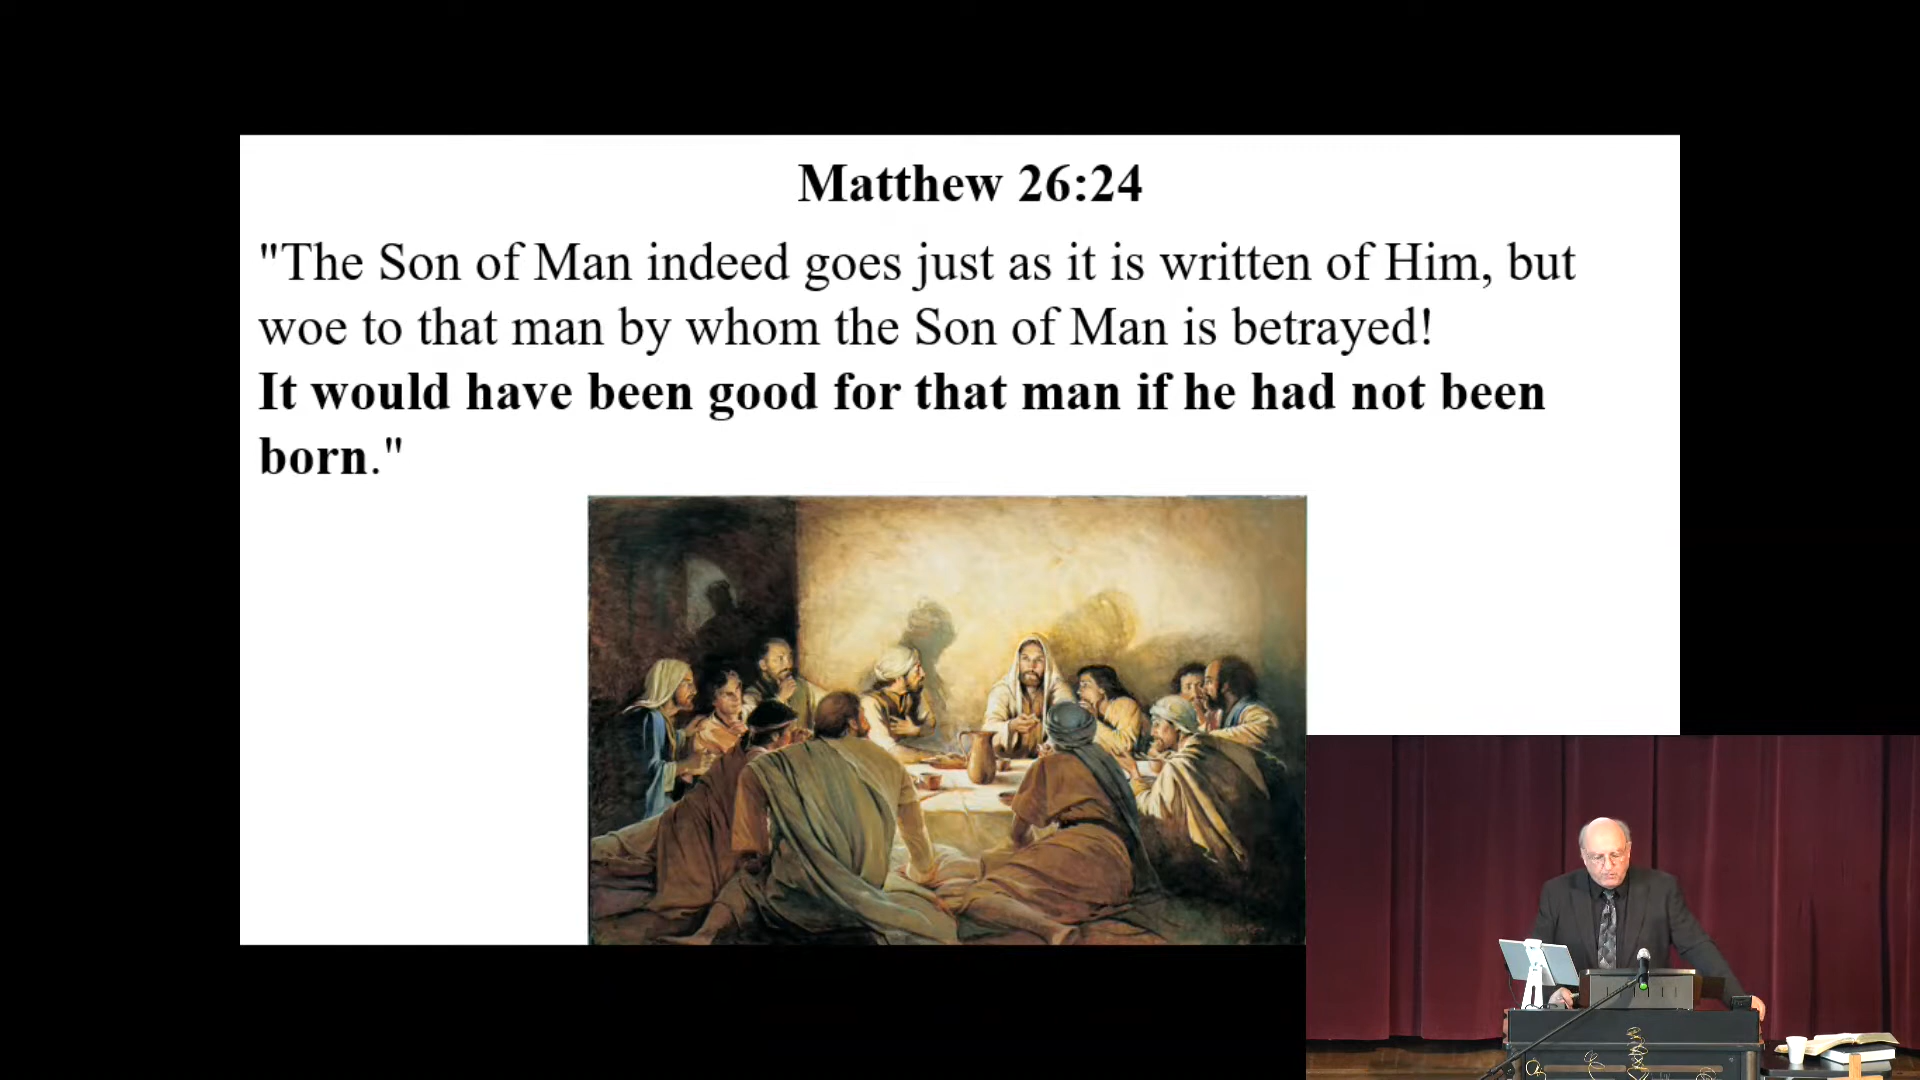 Matthew 26:24
"The Son of Man indeed goes just as it is written of Him, but
woe to that man by whom the Son of Man is betrayed!
It would have been good for that man if he had not been
born."